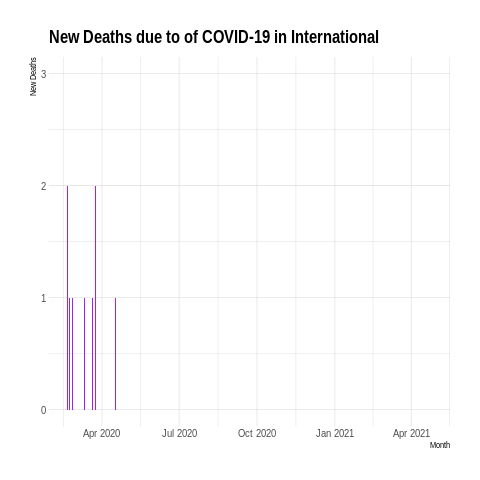 New Deaths due to of COVID-19 in International
New Deaths
3
2
1
0
Apr 2020 Jul 2020 Oct 2020 Jan 2021 Apr 2021
Month